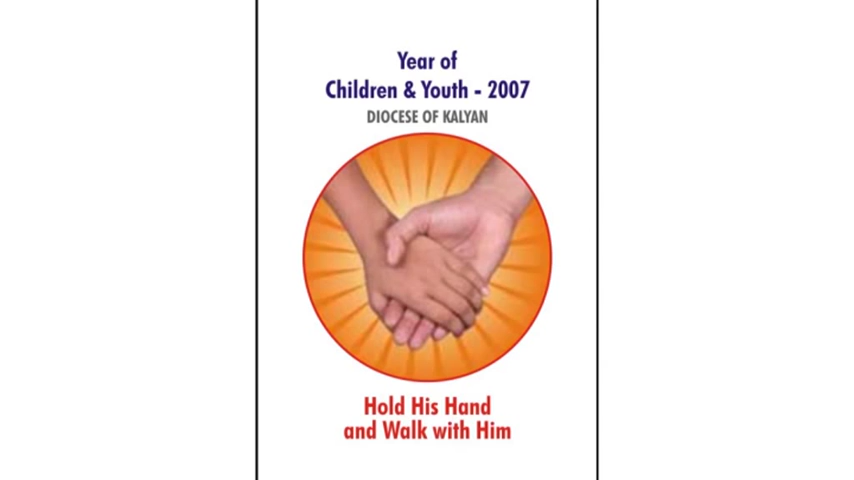 Year of
Children & Youth - 2007
DIOCESE OF KALYAN
Hold His Hand
and Walk with Him